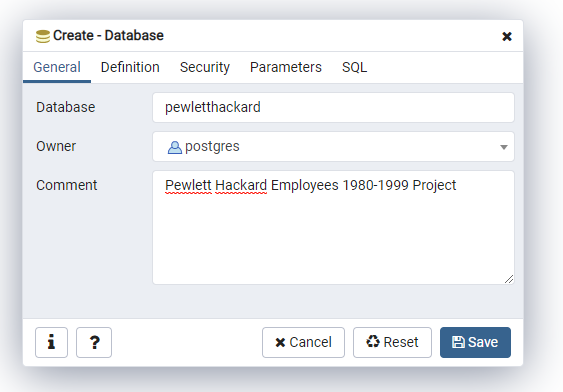 Create - Database
General Definition Security Parameters SQL
Database pewletthackard
Owner postgres
Comment Pewlett Hackard Employees 1980-1999 Project
i ? Cancel Reset Save